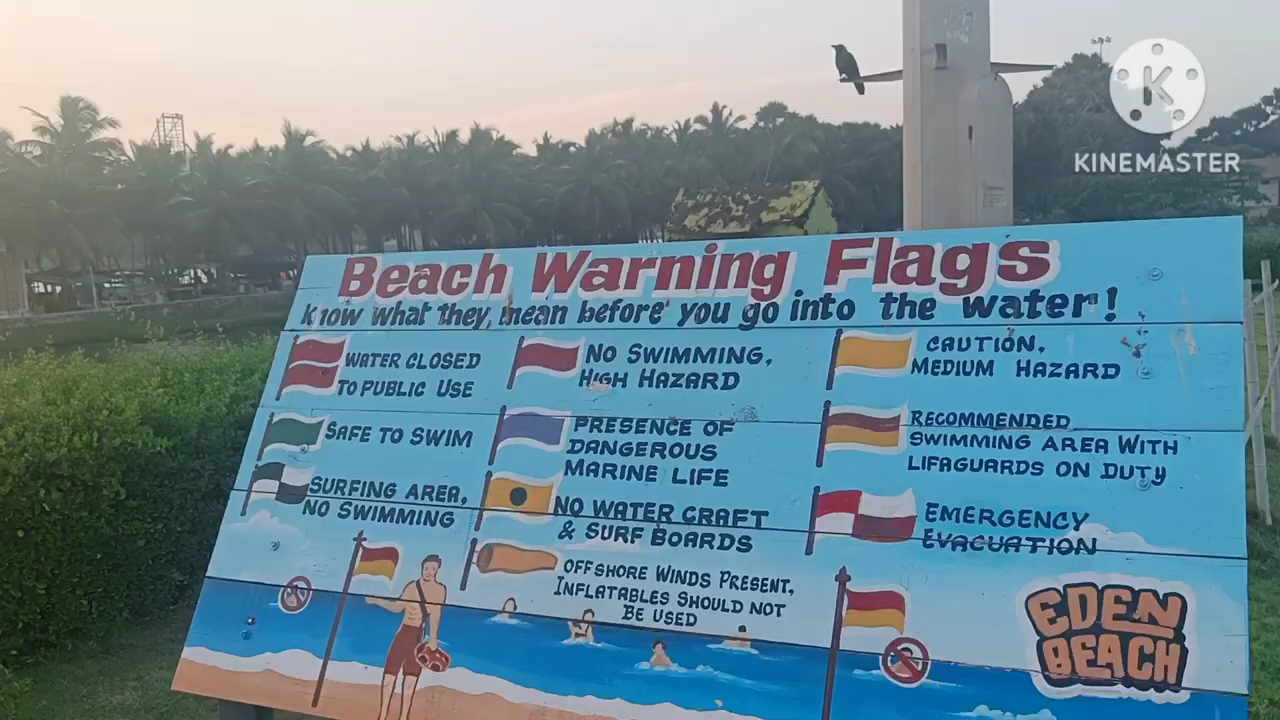 KINEMASTER
Beach Warning Flags
know what they mean before you go into the water!
WATER CLOSED
TO PUBLIC USE
NO SWIMMING,
HIGH HAZARD
CAUTION,
MEDIUM HAZARD
SAFE TO SWIM
PRESENCE OF
DANGEROUS
MARINE LIFE
RECOMMENDED
SWIMMING AREA WITH
LIFAGUARDS ON DUTY
SURFING AREA,
NO SWIMMING
NO WATER CRAFT
& SURF BOARDS
EMERGENCY
EVACUATION
OFFSHORE WINDS PRESENT,
INFLATABLES SHOULD NOT
BE USED
EDEN
BEACH